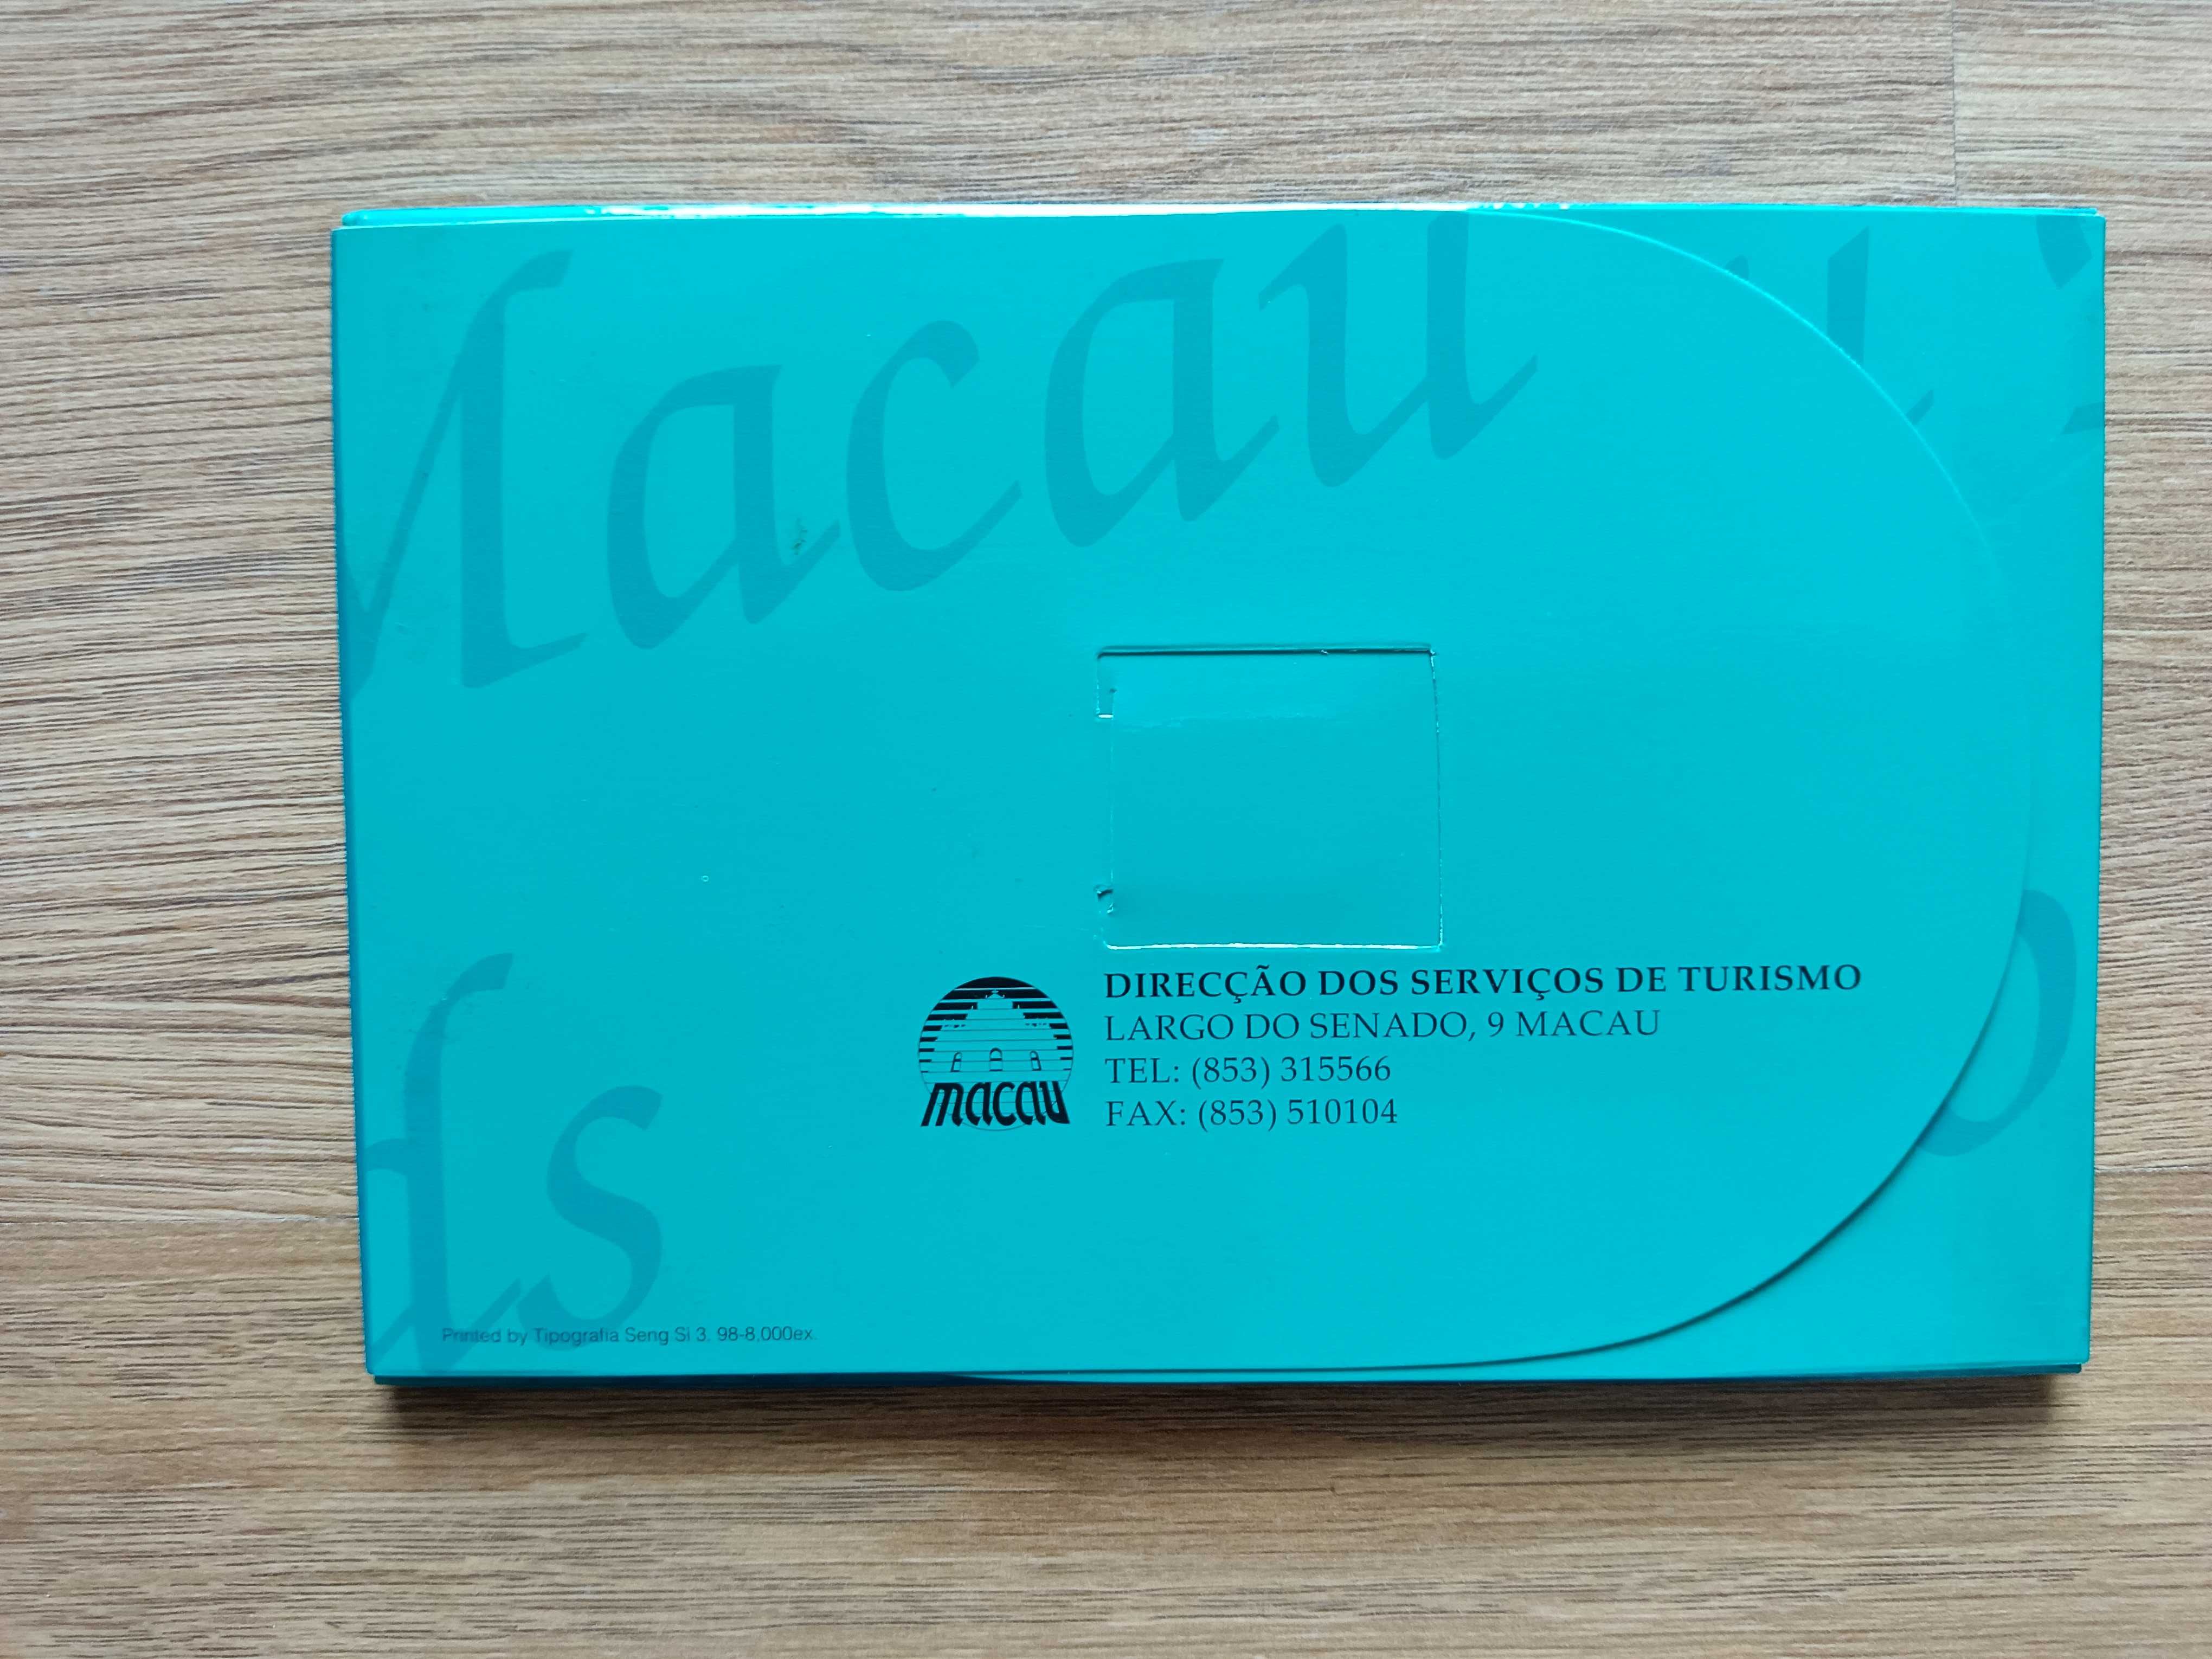 Macau
DIRECÇÃO DOS SERVIÇOS DE TURISMO
LARGO DO SENADO, 9 MACAU
TEL: (853) 315566
FAX: (853) 510104
macau
ds
Printed by Tipografia Seng Si 3. 98-8,000ex.